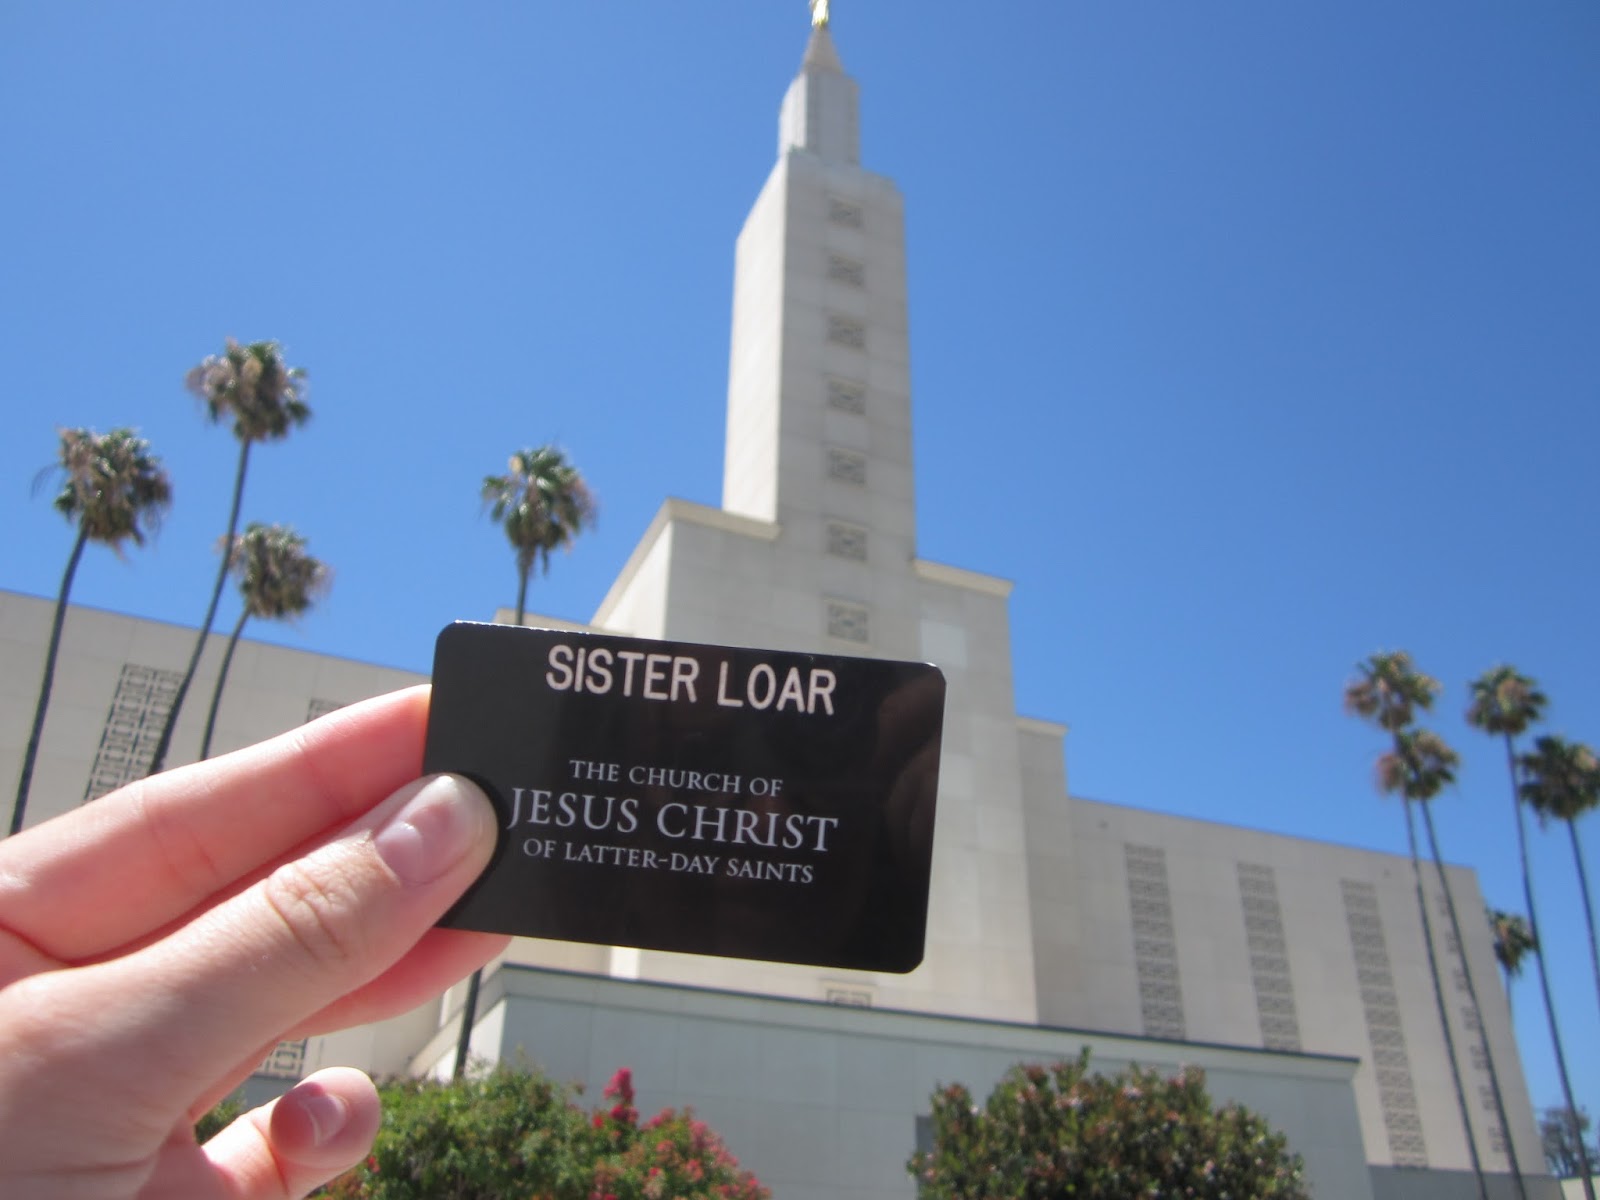 SISTER LOAR
THE CHURCH OF
JESUS CHRIST
OF LATTER-DAY SAINTS